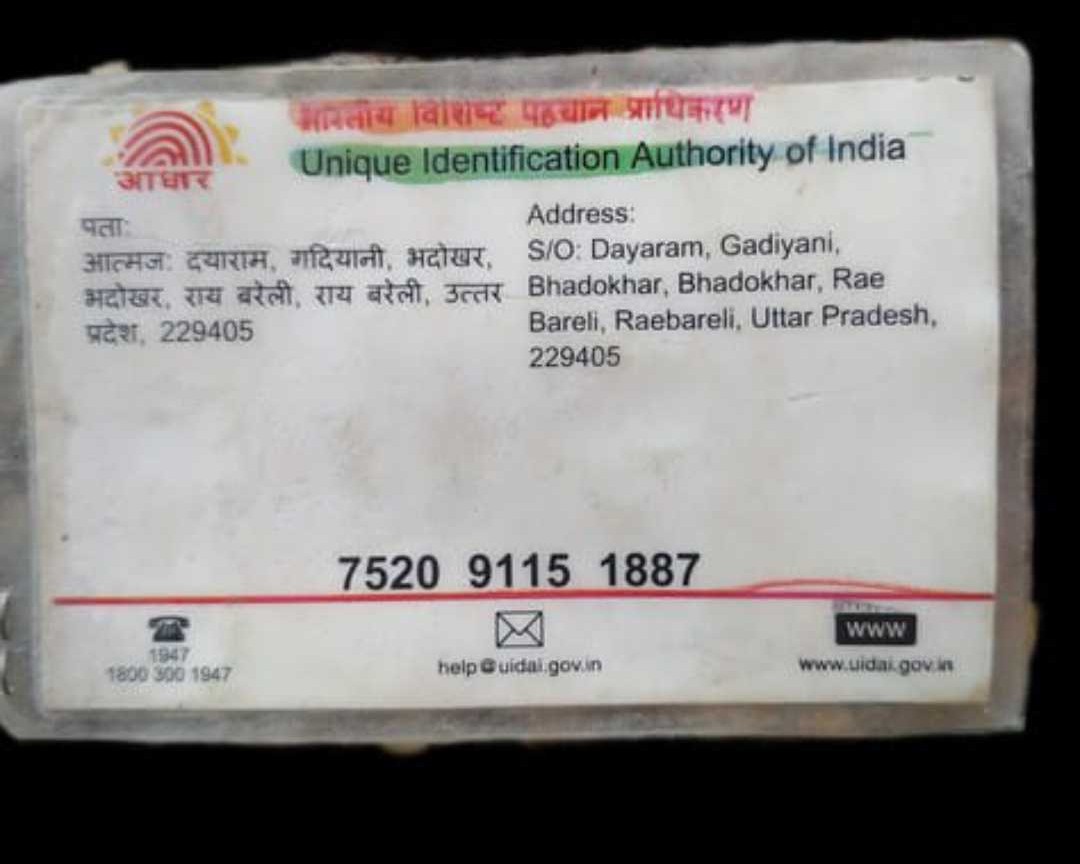 भारतीय विशिष्ट पहचान प्राधिकरण
Unique Identification Authority of India
आधार
पता:
आत्मज: दयाराम, गदियानी, भदोखर,
भदोखर, राय बरेली, राय बरेली, उत्तर
प्रदेश, 229405
Address:
S/O: Dayaram, Gadiyani,
Bhadokhar, Bhadokhar, Rae
Bareli, Raebareli, Uttar Pradesh,
229405
7520 9115 1887
1947
1800 300 1947
help@uidai.gov.in
www
www.uidai.gov.in